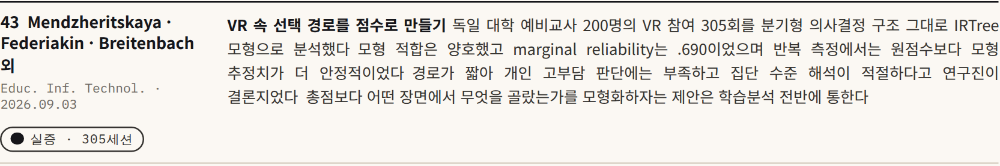 43 Mendzheritskaya ·
Federiakin · Breitenbach
외
Educ. Inf. Technol. ·
2026.09.03
실증 · 305세션
VR 속 선택 경로를 점수로 만들기 독일 대학 예비교사 200명의 VR 참여 305회를 분기형 의사결정 구조 그대로 IRTree
모형으로 분석했다 모형 적합은 양호했고 marginal reliability는 .690이었으며 반복 측정에서는 원점수보다 모형
추정치가 더 안정적이었다 경로가 짧아 개인 고부담 판단에는 부족하고 집단 수준 해석이 적절하다고 연구진이
결론지었다 총점보다 어떤 장면에서 무엇을 골랐는가를 모형화하자는 제안은 학습분석 전반에 통한다